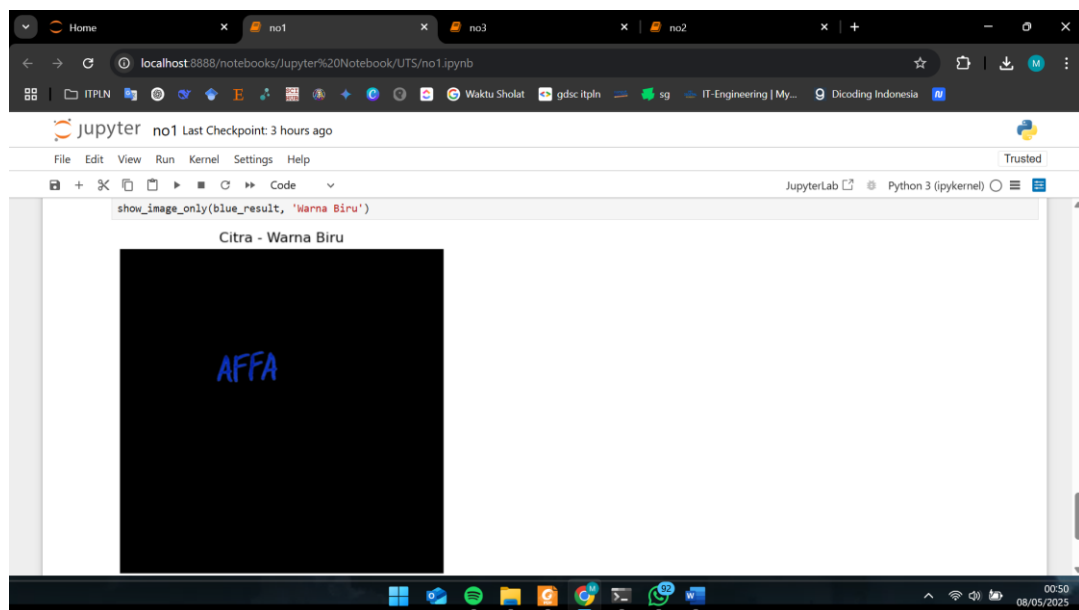 Home
no1
no3
no2
localhost:8888/notebooks/Jupyter%20Notebook/UTS/no1.ipynb
M
ITPLN
Waktu Sholat
gdsc itpln
sg
IT-Engineering | My...
Dicoding Indonesia
jupyter no1 Last Checkpoint: 3 hours ago
File Edit View Run Kernel Settings Help
Trusted
Code
JupyterLab
Python 3 (ipykernel)
show_image_only(blue_result, 'Warna Biru')
Citra - Warna Biru
AFFA
92
00:50
08/05/2025